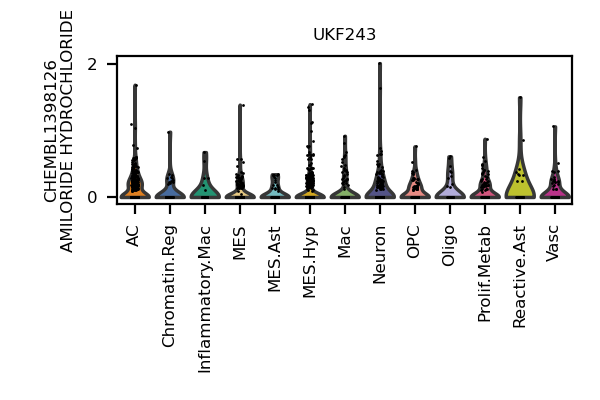 UKF243
CHEMBL1398126
AMILORIDE HYDROCHLORIDE
2
0
AC
Chromatin.Reg
Inflammatory.Mac
MES
MES.Ast
MES.Hyp
Mac
Neuron
OPC
Oligo
Prolif.Metab
Reactive.Ast
Vasc